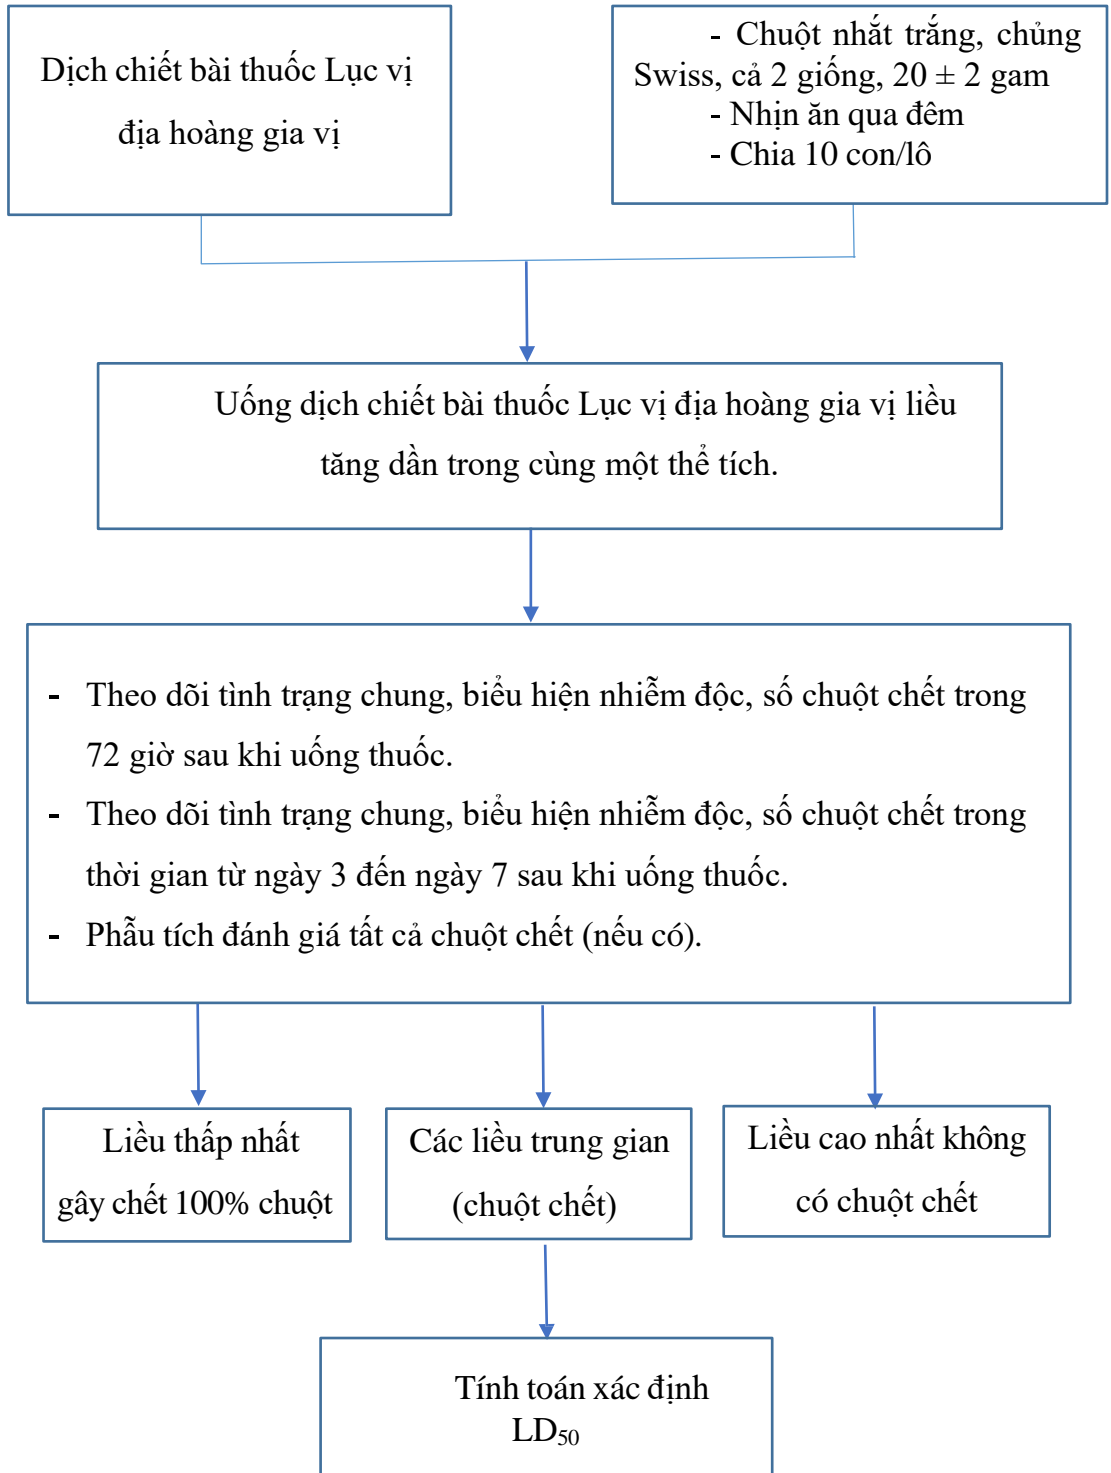 Dịch chiết bài thuốc Lục vị
địa hoàng gia vị
- Chuột nhắt trắng, chủng
Swiss, cả 2 giống, 20 ± 2 gam
- Nhịn ăn qua đêm
- Chia 10 con/lô
Uống dịch chiết bài thuốc Lục vị địa hoàng gia vị liều
tăng dần trong cùng một thể tích.
- Theo dõi tình trạng chung, biểu hiện nhiễm độc, số chuột chết trong
72 giờ sau khi uống thuốc.
- Theo dõi tình trạng chung, biểu hiện nhiễm độc, số chuột chết trong
thời gian từ ngày 3 đến ngày 7 sau khi uống thuốc.
- Phẫu tích đánh giá tất cả chuột chết (nếu có).
Liều thấp nhất
gây chết 100% chuột
Các liều trung gian
(chuột chết)
Liều cao nhất không
có chuột chết
Tính toán xác định
LD₅₀